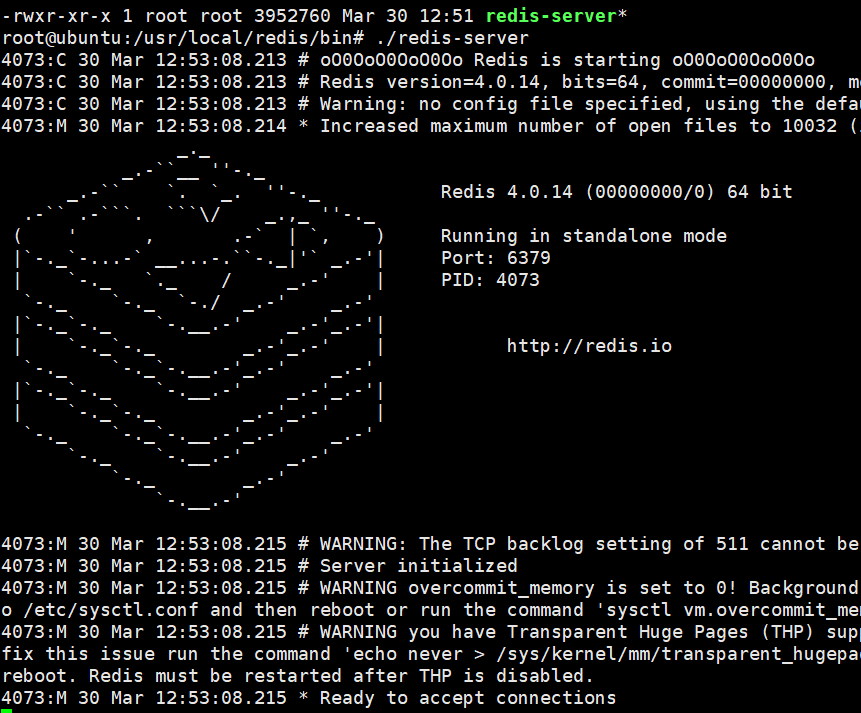 -rwxr-xr-x 1 root root 3952760 Mar 30 12:51 redis-server*
root@ubuntu:/usr/local/redis/bin# ./redis-server
4073:C 30 Mar 12:53:08.213 # oO0OoO0OoO0Oo Redis is starting oO0OoO0OoO0Oo
4073:C 30 Mar 12:53:08.213 # Redis version=4.0.14, bits=64, commit=00000000, mo
4073:C 30 Mar 12:53:08.213 # Warning: no config file specified, using the defau
4073:M 30 Mar 12:53:08.214 * Increased maximum number of open files to 10032 (
Redis 4.0.14 (00000000/0) 64 bit
Running in standalone mode
Port: 6379
PID: 4073
http://redis.io
4073:M 30 Mar 12:53:08.215 # WARNING: The TCP backlog setting of 511 cannot be
4073:M 30 Mar 12:53:08.215 # Server initialized
4073:M 30 Mar 12:53:08.215 # WARNING overcommit_memory is set to 0! Background
o /etc/sysctl.conf and then reboot or run the command 'sysctl vm.overcommit_mem
4073:M 30 Mar 12:53:08.215 # WARNING you have Transparent Huge Pages (THP) supp
fix this issue run the command 'echo never > /sys/kernel/mm/transparent_hugepag
reboot. Redis must be restarted after THP is disabled.
4073:M 30 Mar 12:53:08.215 * Ready to accept connections